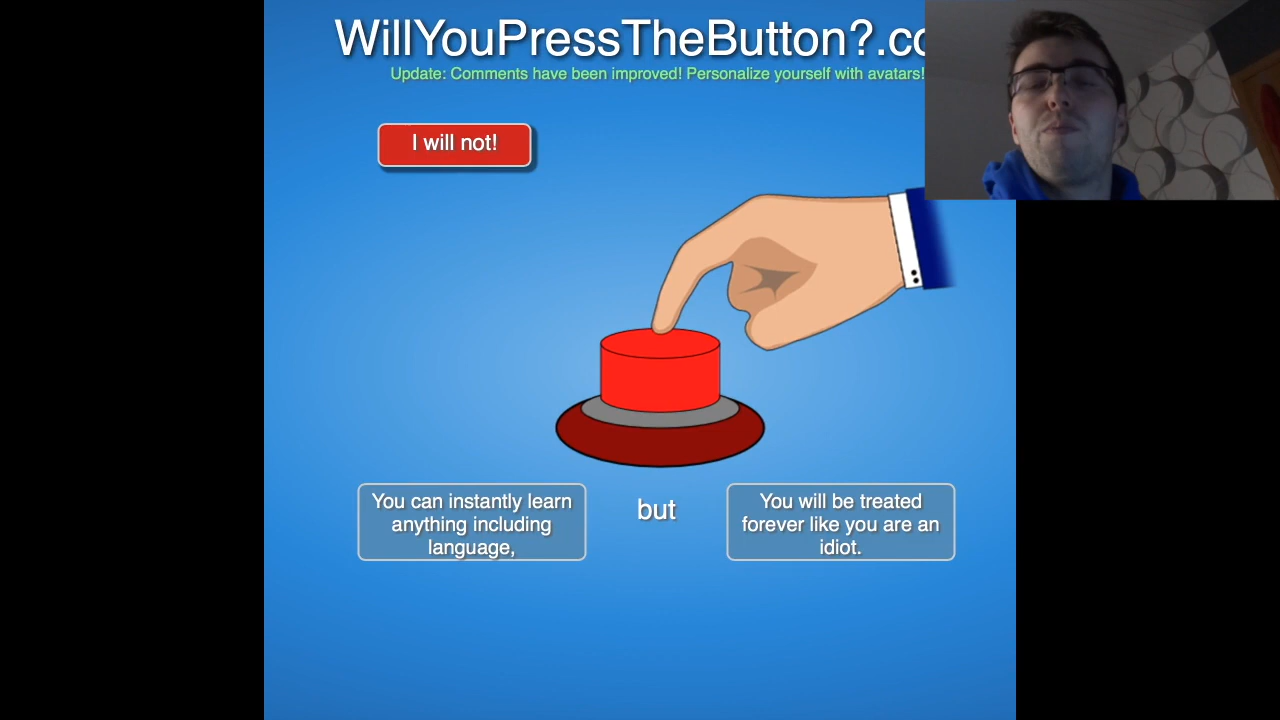 WillYouPressTheButton?.co
Update: Comments have been improved! Personalize yourself with avatars!
I will not!
You can instantly learn
anything including
language,
but
You will be treated
forever like you are an
idiot.